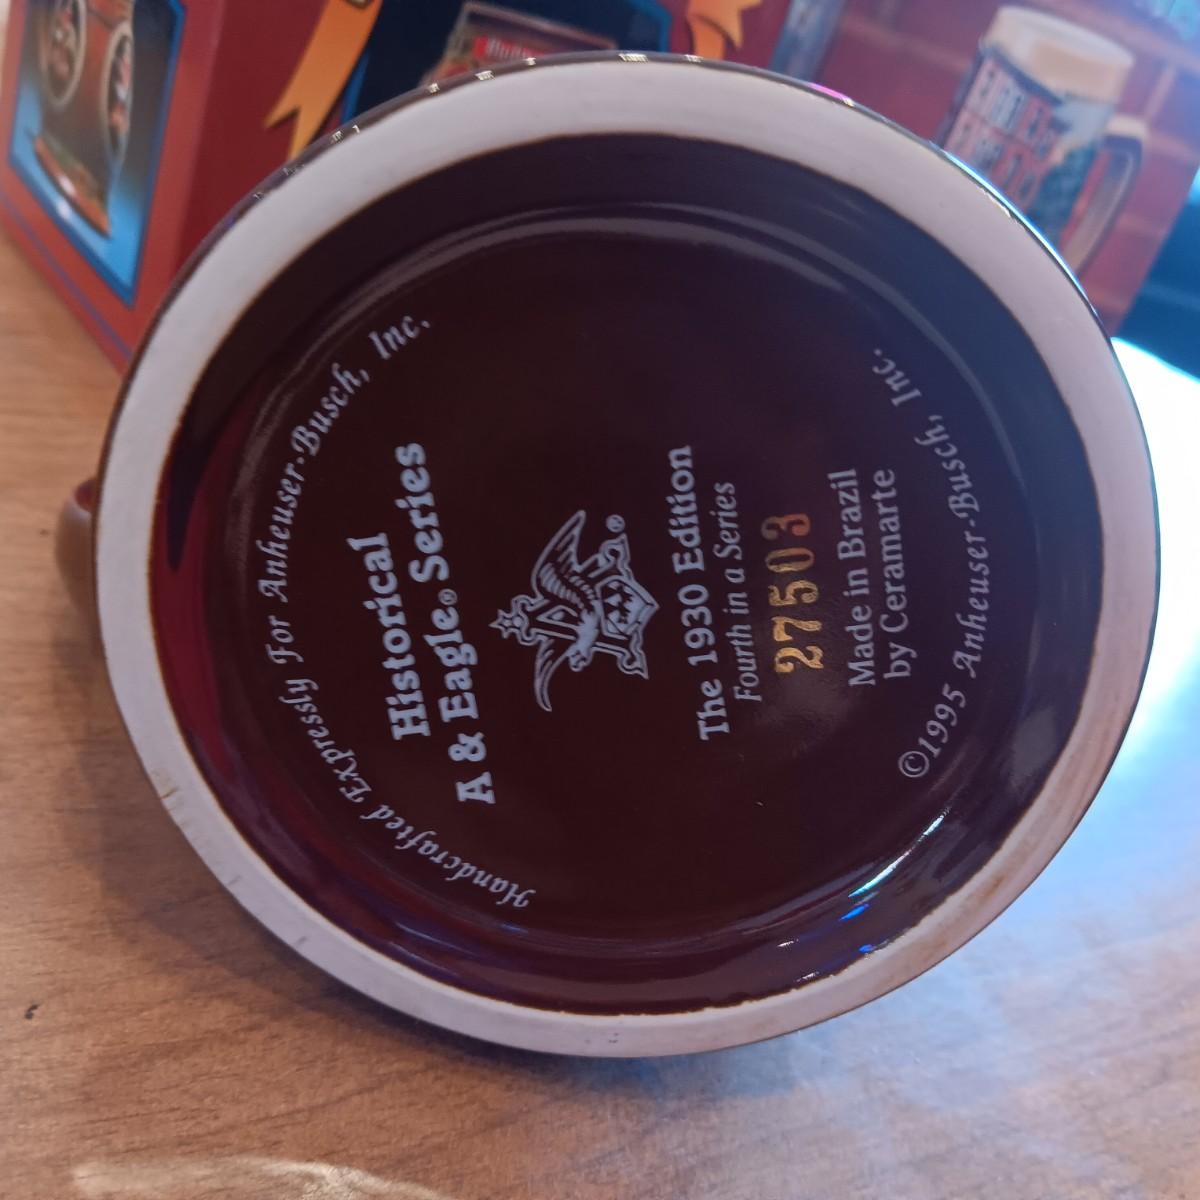 Handcrafted Expressly For Anheuser-Busch, Inc.
Historical
A & Eagle® Series
®
The 1930 Edition
Fourth in a Series
27503
Made in Brazil
by Ceramarte
©1995 Anheuser-Busch, Inc.